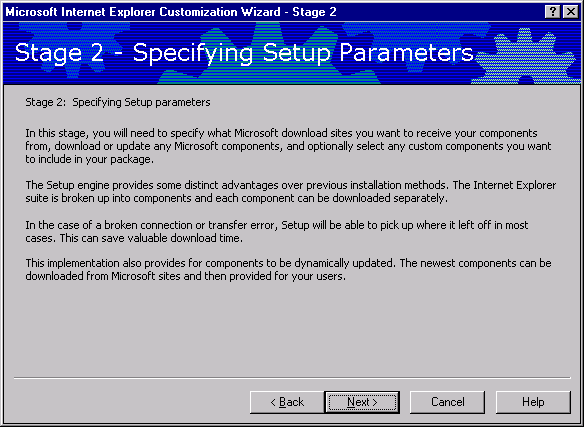 Microsoft Internet Explorer Customization Wizard - Stage 2
Stage 2 - Specifying Setup Parameters
Stage 2: Specifying Setup parameters
In this stage, you will need to specify what Microsoft download sites you want to receive your components
from, download or update any Microsoft components, and optionally select any custom components you want
to include in your package.
The Setup engine provides some distinct advantages over previous installation methods. The Internet Explorer
suite is broken up into components and each component can be downloaded separately.
In the case of a broken connection or transfer error, Setup will be able to pick up where it left off in most
cases. This can save valuable download time.
This implementation also provides for components to be dynamically updated. The newest components can be
downloaded from Microsoft sites and then provided for your users.
< Back Next > Cancel Help